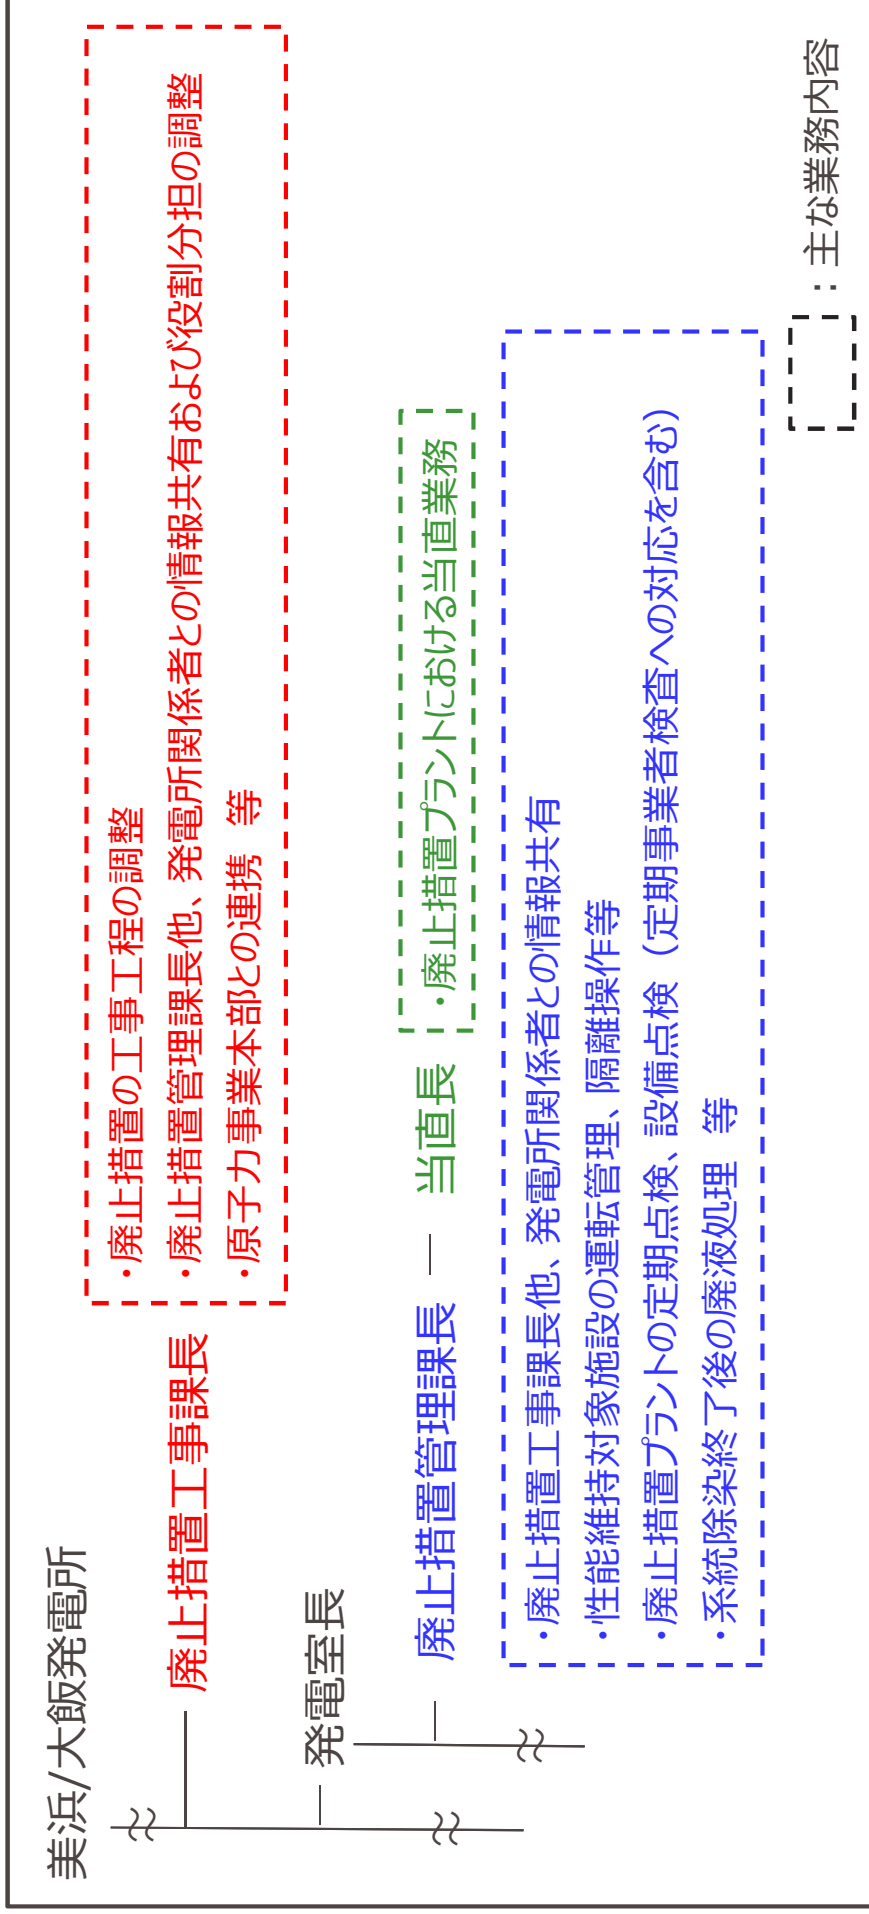 美浜/大飯発電所
廃止措置工事課長
・廃止措置の工事工程の調整
・廃止措置管理課長他、発電所関係者との情報共有および役割分担の調整
・原子力事業本部との連携　等
発電室長
廃止措置管理課長
当直長
・廃止措置プラントにおける当直業務
・廃止措置工事課長他、発電所関係者との情報共有
・性能維持対象施設の運転管理、隔離操作等
・廃止措置プラントの定期点検、設備点検（定期事業者検査への対応を含む）
・系統除染終了後の廃液処理　等
：主な業務内容